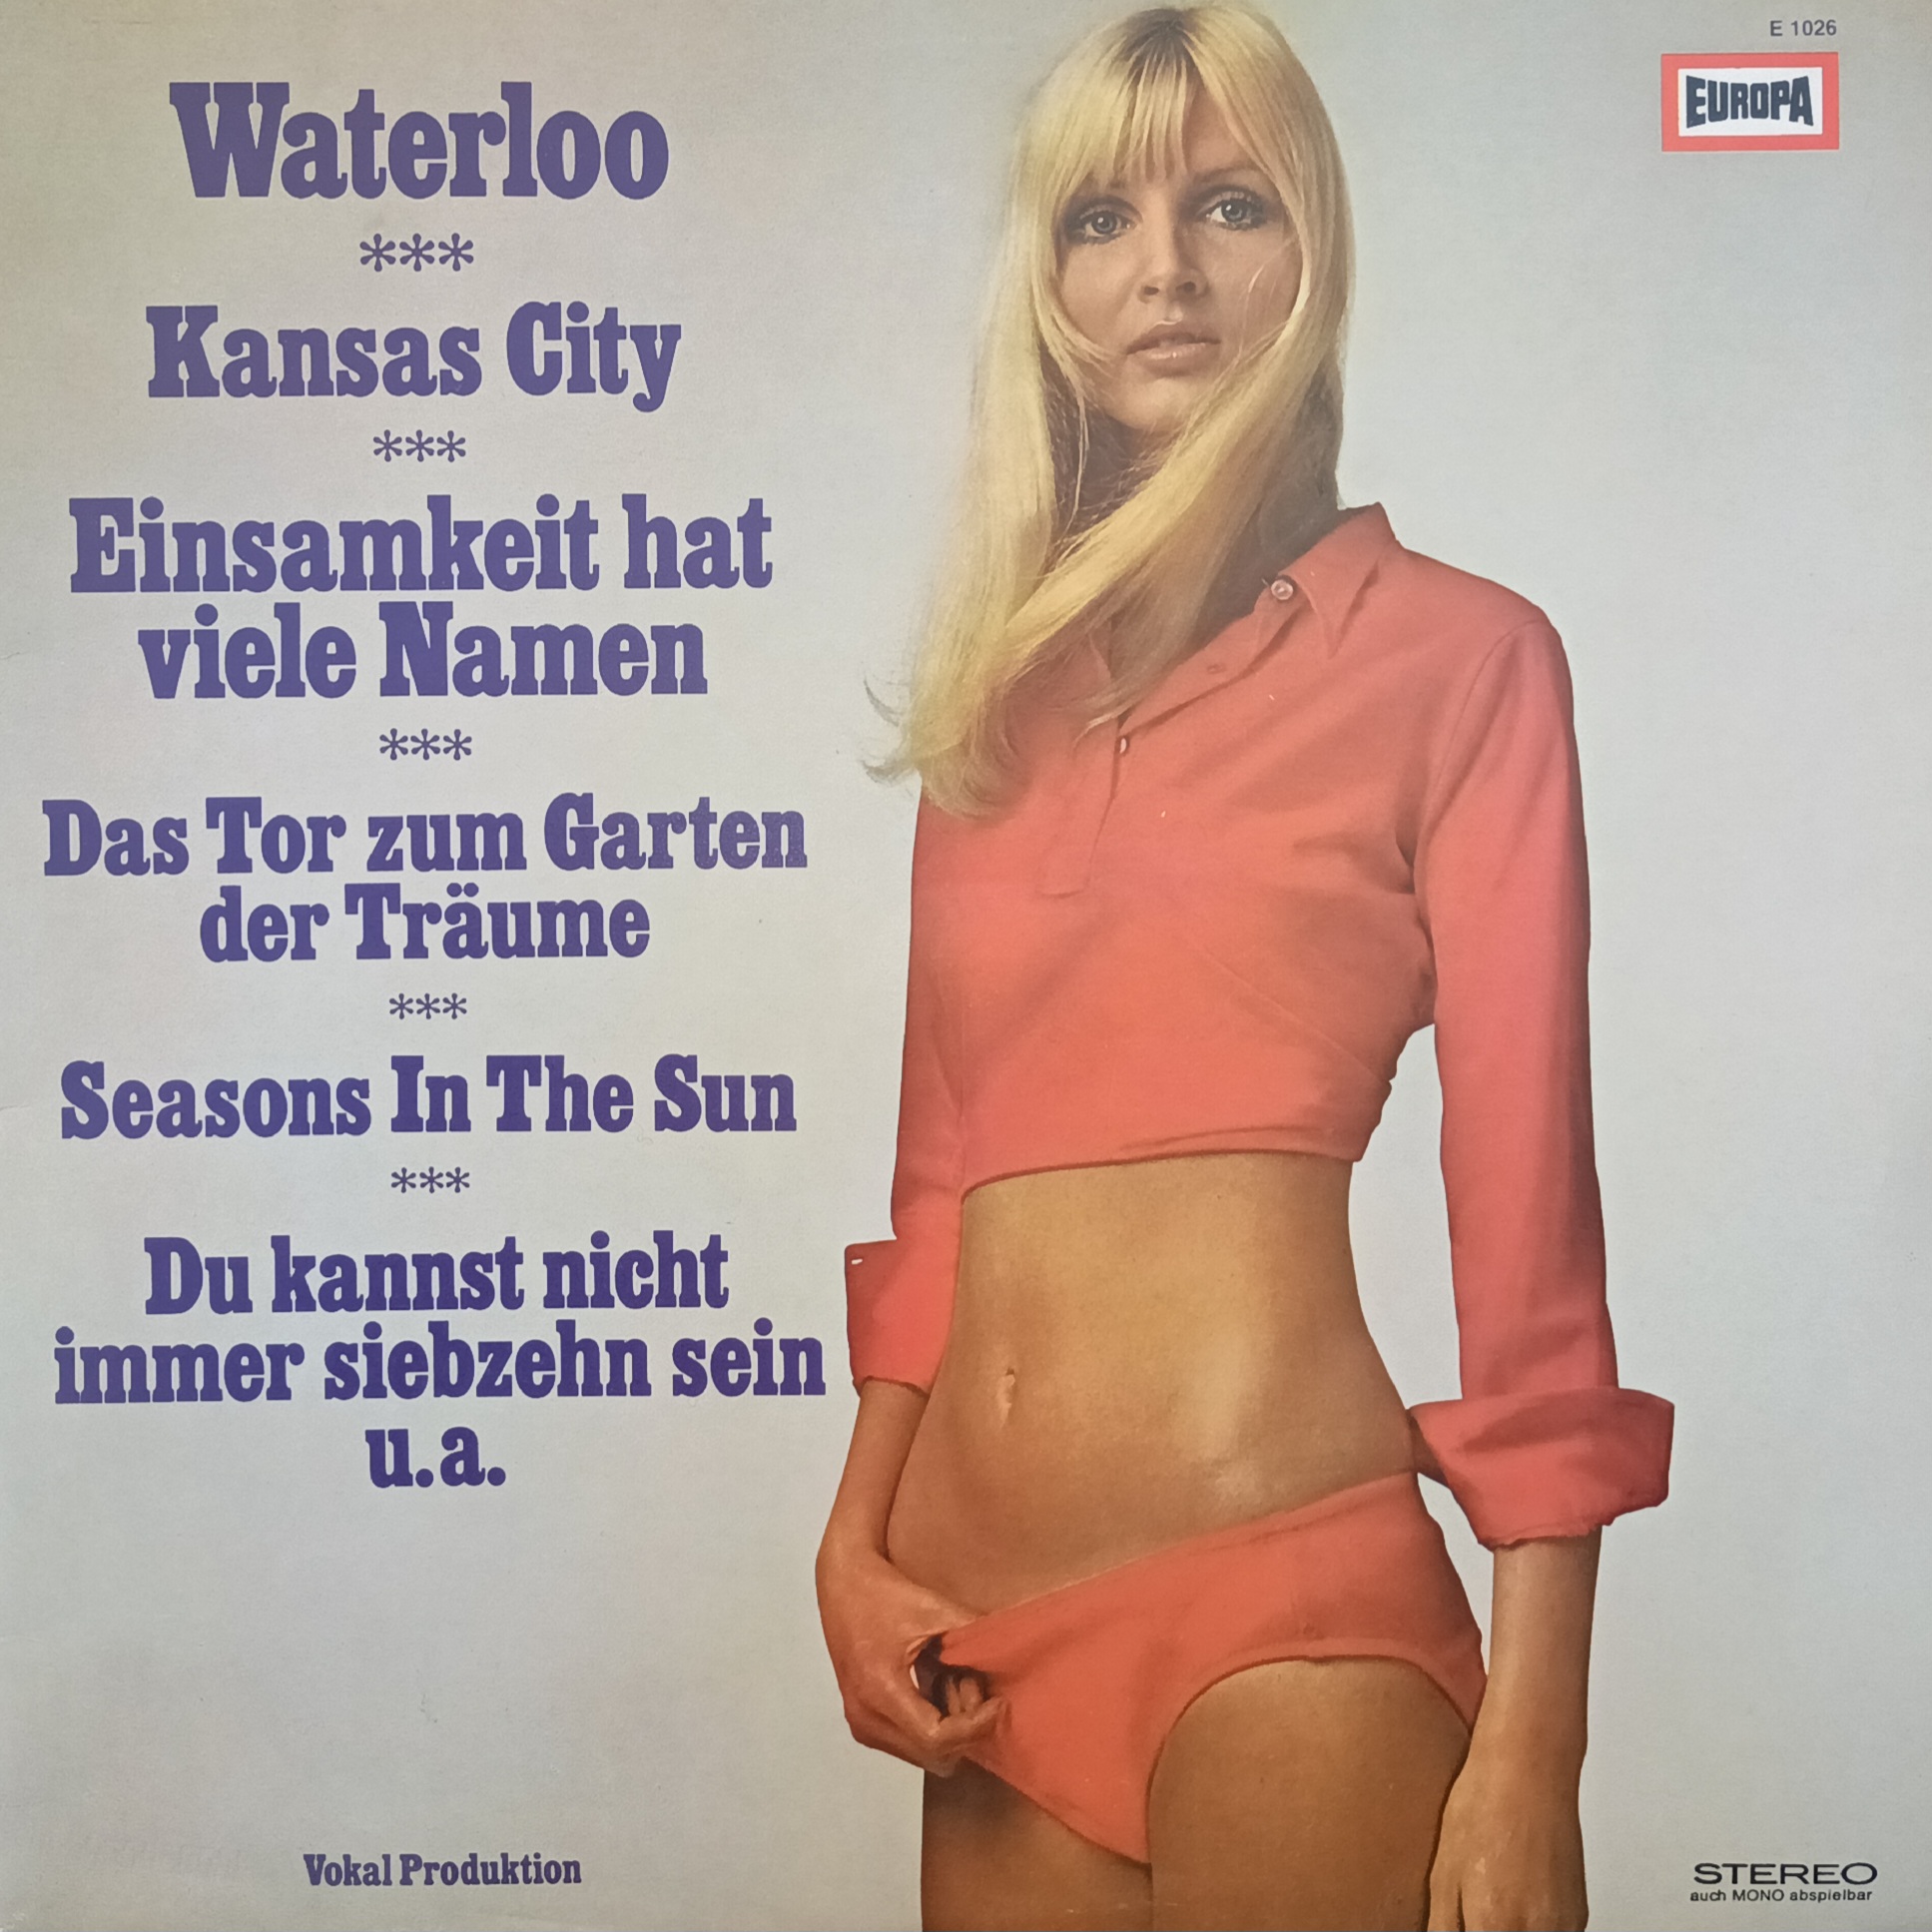 E 1026
EUROPA
Waterloo
***
Kansas City
***
Einsamkeit hat
viele Namen
***
Das Tor zum Garten
der Träume
***
Seasons In The Sun
***
Du kannst nicht
immer siebzehn sein
u.a.
Vokal Produktion
STEREO
auch MONO abspielbar